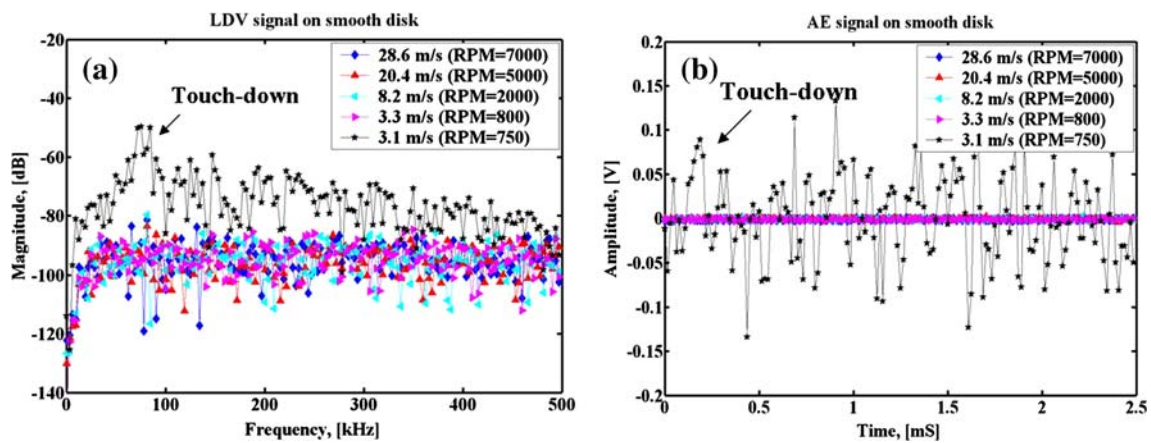 LDV signal on smooth disk
-20
-40
-60
-80
-100
-120
-140
Magnitude, [dB]
(a)
Touch-down
28.6 m/s (RPM=7000)
20.4 m/s (RPM=5000)
8.2 m/s (RPM=2000)
3.3 m/s (RPM=800)
3.1 m/s (RPM=750)
0 100 200 300 400 500
Frequency, [kHz]
AE signal on smooth disk
0.2
0.15
0.1
0.05
0
-0.05
-0.1
-0.15
-0.2
Amplitude, [V]
(b)
Touch-down
28.6 m/s (RPM=7000)
20.4 m/s (RPM=5000)
8.2 m/s (RPM=2000)
3.3 m/s (RPM=800)
3.1 m/s (RPM=750)
0 0.5 1 1.5 2 2.5
Time, [mS]